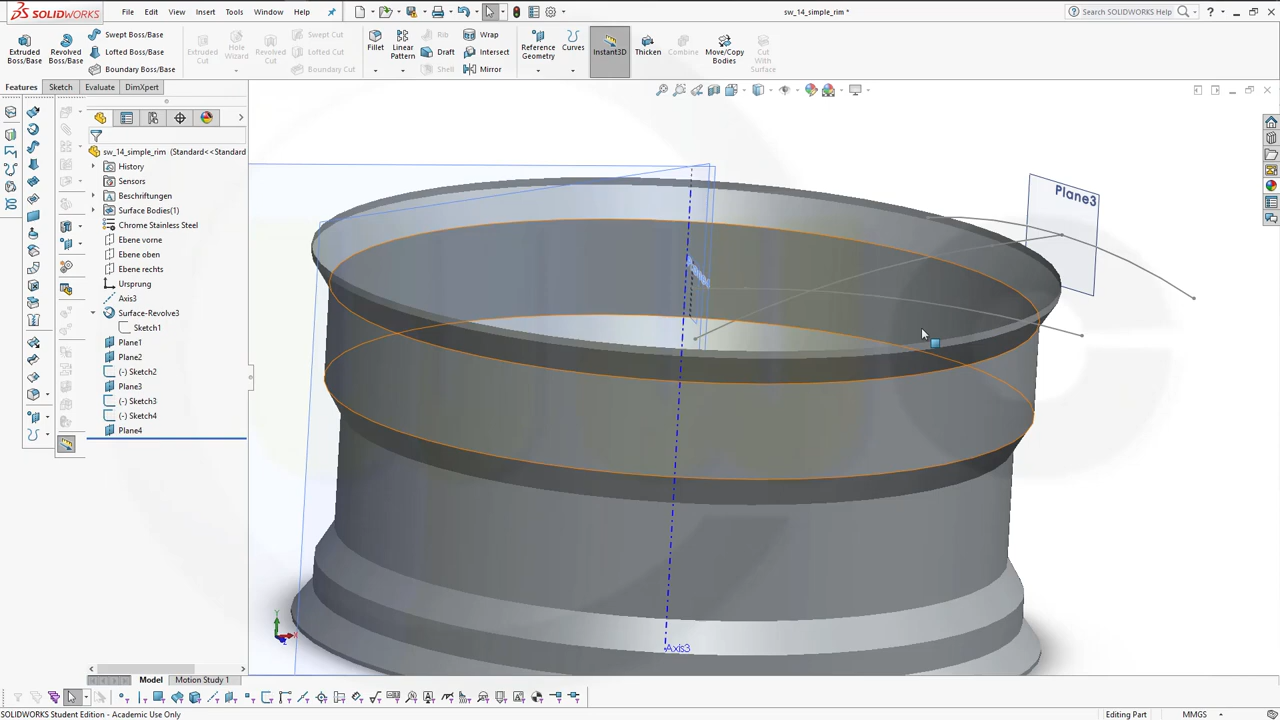 SOLIDWORKS
File
Edit
View
Insert
Tools
Window
Help
sw_14_simple_rim *
Search SOLIDWORKS Help
Extruded Boss/Base
Revolved Boss/Base
Swept Boss/Base
Lofted Boss/Base
Boundary Boss/Base
Extruded Cut
Hole Wizard
Revolved Cut
Swept Cut
Lofted Cut
Boundary Cut
Fillet
Linear Pattern
Rib
Draft
Shell
Wrap
Intersect
Mirror
Reference Geometry
Curves
Instant3D
Thicken
Combine
Move/Copy Bodies
Cut With Surface
Features
Sketch
Evaluate
DimXpert
sw_14_simple_rim (Standard<<Standard
History
Sensors
Beschriftungen
Surface Bodies(1)
Chrome Stainless Steel
Ebene vorne
Ebene oben
Ebene rechts
Ursprung
Axis3
Surface-Revolve3
Sketch1
Plane1
Plane2
(-) Sketch2
Plane3
(-) Sketch3
(-) Sketch4
Plane4
Plane3
Axis3
Y
Model
Motion Study 1
SOLIDWORKS Student Edition - Academic Use Only
Editing Part
MMGS